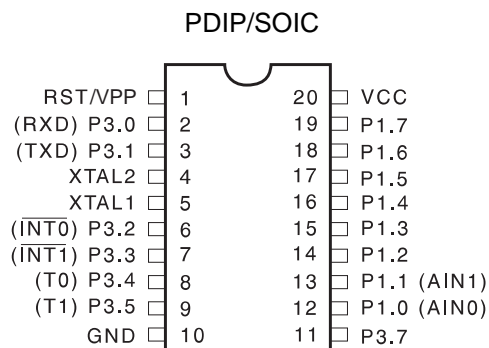 PDIP/SOIC
RST/VPP 1 20 VCC
(RXD) P3.0 2 19 P1.7
(TXD) P3.1 3 18 P1.6
XTAL2 4 17 P1.5
XTAL1 5 16 P1.4
(INT0) P3.2 6 15 P1.3
(INT1) P3.3 7 14 P1.2
(T0) P3.4 8 13 P1.1 (AIN1)
(T1) P3.5 9 12 P1.0 (AIN0)
GND 10 11 P3.7